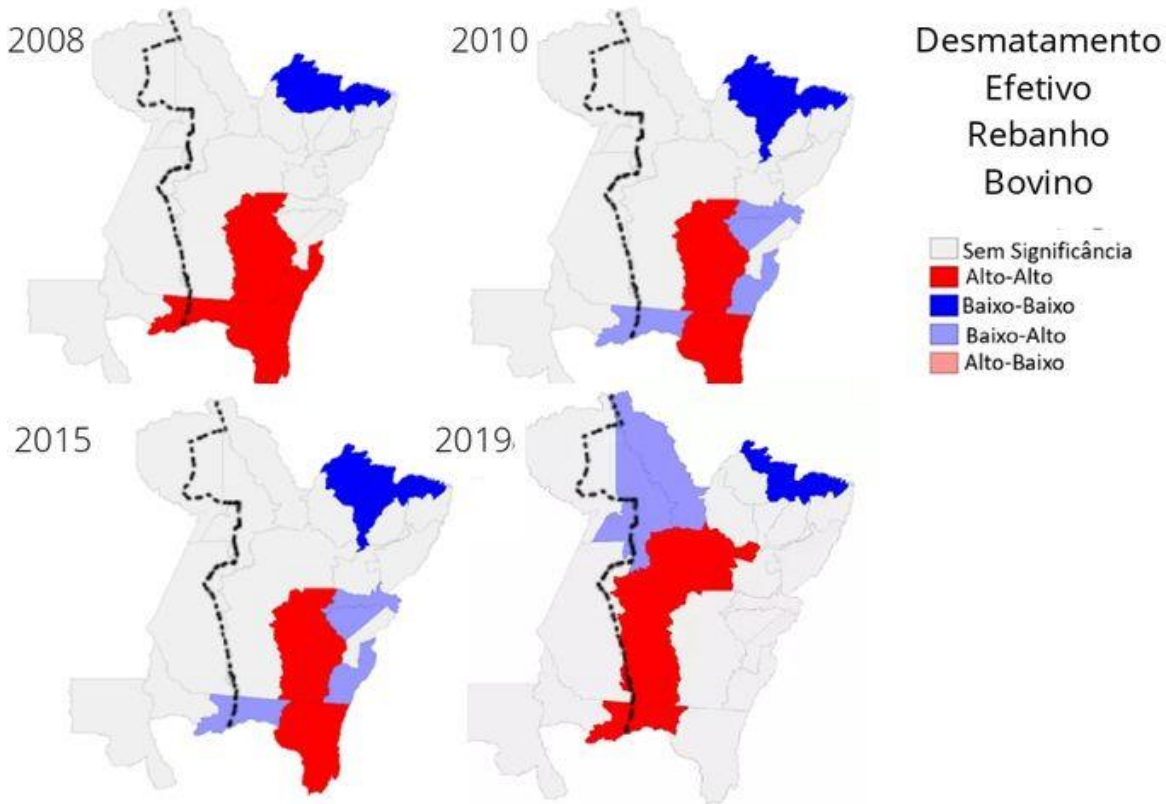 2008
2010
Desmatamento
Efetivo
Rebanho
Bovino
Sem Significância
Alto-Alto
Baixo-Baixo
Baixo-Alto
Alto-Baixo
2015
2019